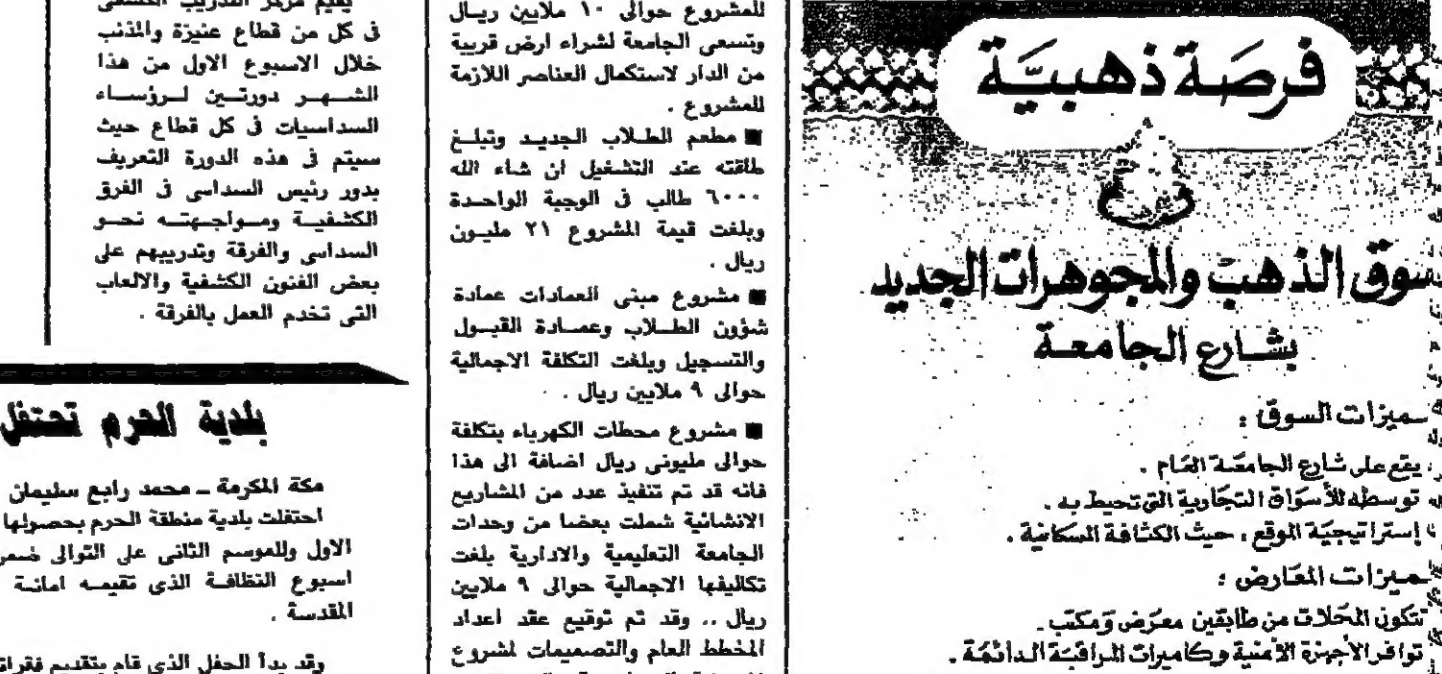 فرصة ذهبية
سوق الذهب والمجوهرات الجديد
بشارع الجامعة
مميزات السوق :
يقع على شارع الجامعة العام .
توسطه للأسواق التجارية التي تحيط به .
إستراتيجية الموقع ، حيث الكثافة السكانية .
مميزات المعارض :
تتكون المحلات من طابقين معرض ومكتب .
توافر الأجهزة الأمنية وكاميرات المراقبة الدائمة .
للمشروع حوالى ١٠ ملايين ريال
وتسعى الجامعة لشراء ارض قريبة
من الدار لاستكمال العناصر اللازمة
للمشروع .
■ مطعم الطلاب الجديد وتبلغ
طاقته عند التشغيل ان شاء الله
٦٠٠٠ طالب فى الوجبة الواحدة
وبلغت قيمة المشروع ٢١ مليون
ريال .
■ مشروع مبنى العمادات عمادة
شؤون الطلاب وعمادة القبول
والتسجيل وبلغت التكلفة الاجمالية
حوالى ٩ ملايين ريال .
■ مشروع محطات الكهرباء بتكلفة
حوالى مليونى ريال اضافة الى هذا
فانه قد تم تنفيذ عدد من المشاريع
الانشائية شملت بعضا من وحدات
الجامعة التعليمية والادارية بلغت
تكاليفها الاجمالية حوالى ٩ ملايين
ريال .. وقد تم توقيع عقد اعداد
المخطط العام والتصميمات لمشروع
يقيم مركز التدريب الكشفى
فى كل من قطاع عنيزة والمذنب
خلال الاسبوع الاول من هذا
الشهر دورتين لرؤساء
السداسيات فى كل قطاع حيث
سيتم فى هذه الدورة التعريف
بدور رئيس السداسى فى الفرق
الكشفية ومواجهته نحو
السداسى والفرقة وتدريبهم على
بعض الفنون الكشفية والالعاب
التى تخدم العمل بالفرقة .
بلدية الحرم تحتفل
مكة المكرمة ـ محمد رابع سليمان
احتفلت بلدية منطقة الحرم بحصولها
الاول وللموسم الثانى على التوالى ضمن
اسبوع النظافة الذى تقيمه امانة
المقدسة .
وقد بدأ الحفل الذى قام بتقديم